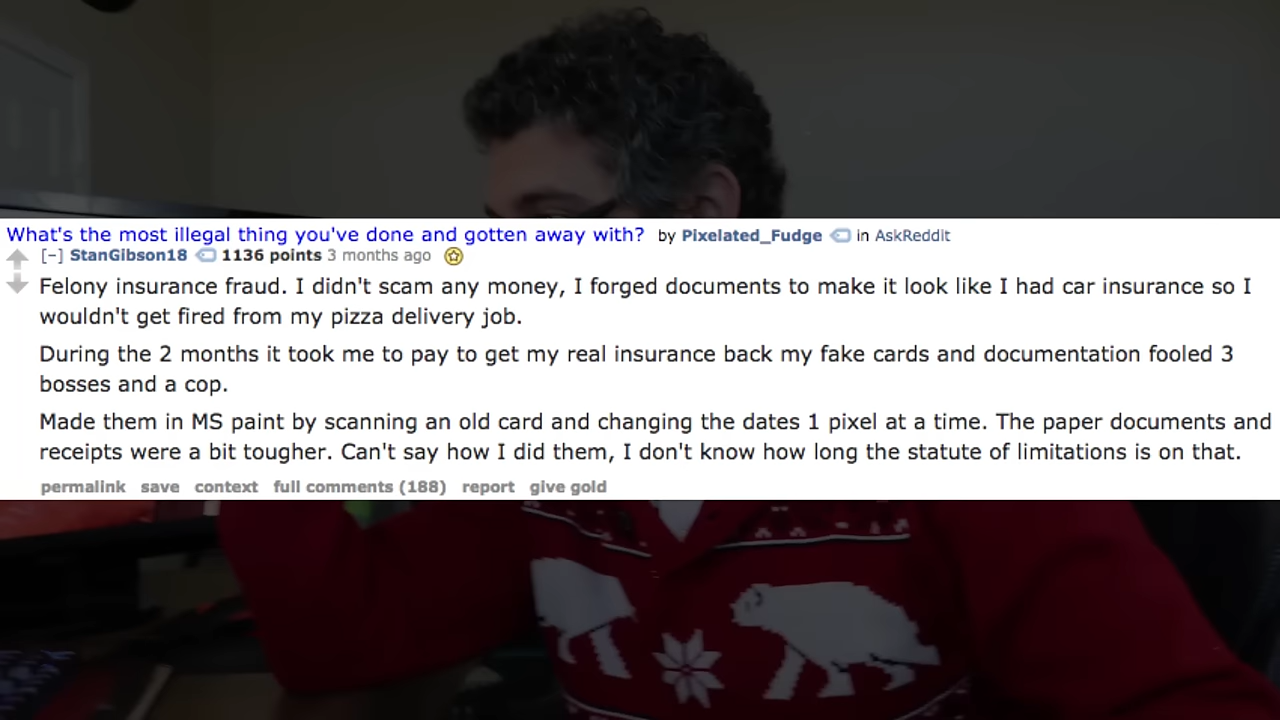 What's the most illegal thing you've done and gotten away with? by Pixelated_Fudge in AskReddit
[-] StanGibson18 1136 points 3 months ago
Felony insurance fraud. I didn't scam any money, I forged documents to make it look like I had car insurance so I
wouldn't get fired from my pizza delivery job.
During the 2 months it took me to pay to get my real insurance back my fake cards and documentation fooled 3
bosses and a cop.
Made them in MS paint by scanning an old card and changing the dates 1 pixel at a time. The paper documents and
receipts were a bit tougher. Can't say how I did them, I don't know how long the statute of limitations is on that.
permalink save context full comments (188) report give gold